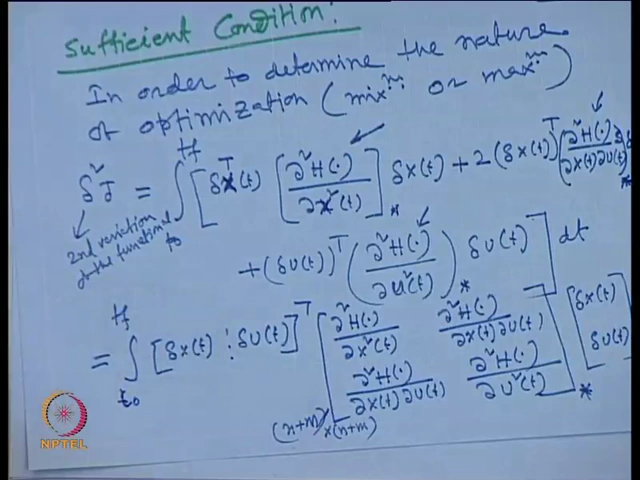 Sufficient Condition:
In order to determine the nature
of optimization (mix^m or max^m)
δ²J = ∫_{t0}^{tf} [δx^T(t) [∂²H(·)/∂x²(t)]_* δx(t) + 2(δx(t))^T (∂²H(·)/∂x(t)∂u(t))_*
2nd variation of the functional
+ (δu(t))^T (∂²H(·)/∂u²(t))_* δu(t)] dt
= ∫_{t0}^{tf} [δx(t) ⋮ δu(t)]^T [∂²H(·)/∂x²(t) ∂²H(·)/∂x(t)∂u(t) [δx(t)
∂²H(·)/∂x(t)∂u(t) ∂²H(·)/∂u²(t)]_* δu(t)
(n+m)×(n+m)
NPTEL